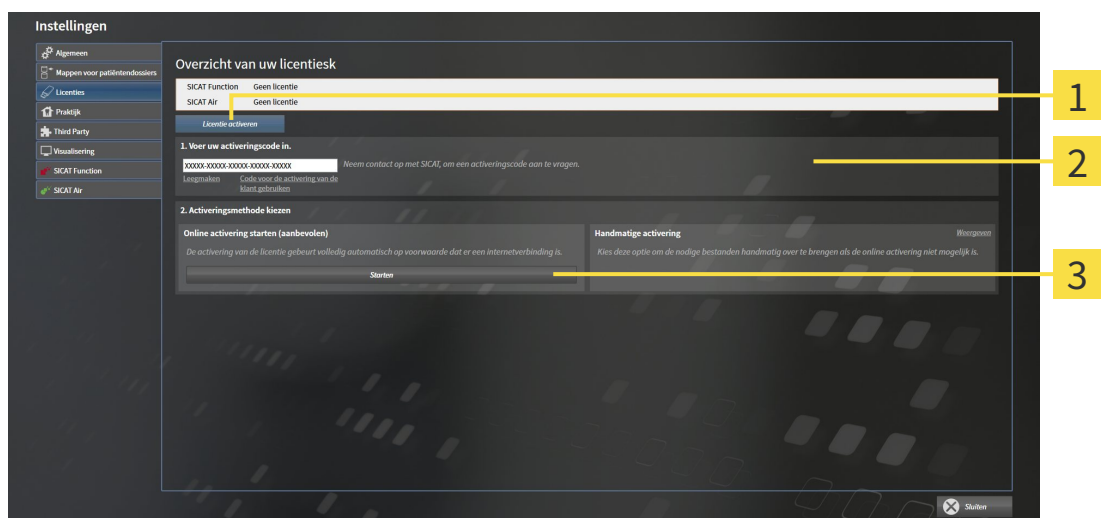 Instellingen
Algemeen
Mappen voor patiëntendossiers
Licenties
Praktijk
Third Party
Visualisering
SICAT Function
SICAT Air
Overzicht van uw licentiesk
SICAT Function Geen licentie
SICAT Air Geen licentie
Licentie activeren
1
1. Voer uw activeringscode in.
XXXXX-XXXXX-XXXXX-XXXXX-XXXXX
Neem contact op met SICAT, om een activeringscode aan te vragen.
Leegmaken
Code voor de activering van de
klant gebruiken
2
2. Activeringsmethode kiezen
Online activering starten (aanbevolen)
De activering van de licentie gebeurt volledig automatisch op voorwaarde dat er een internetverbinding is.
Starten
Handmatige activering
Weergeven
Kies deze optie om de nodige bestanden handmatig over te brengen als de online activering niet mogelijk is.
3
Sluiten